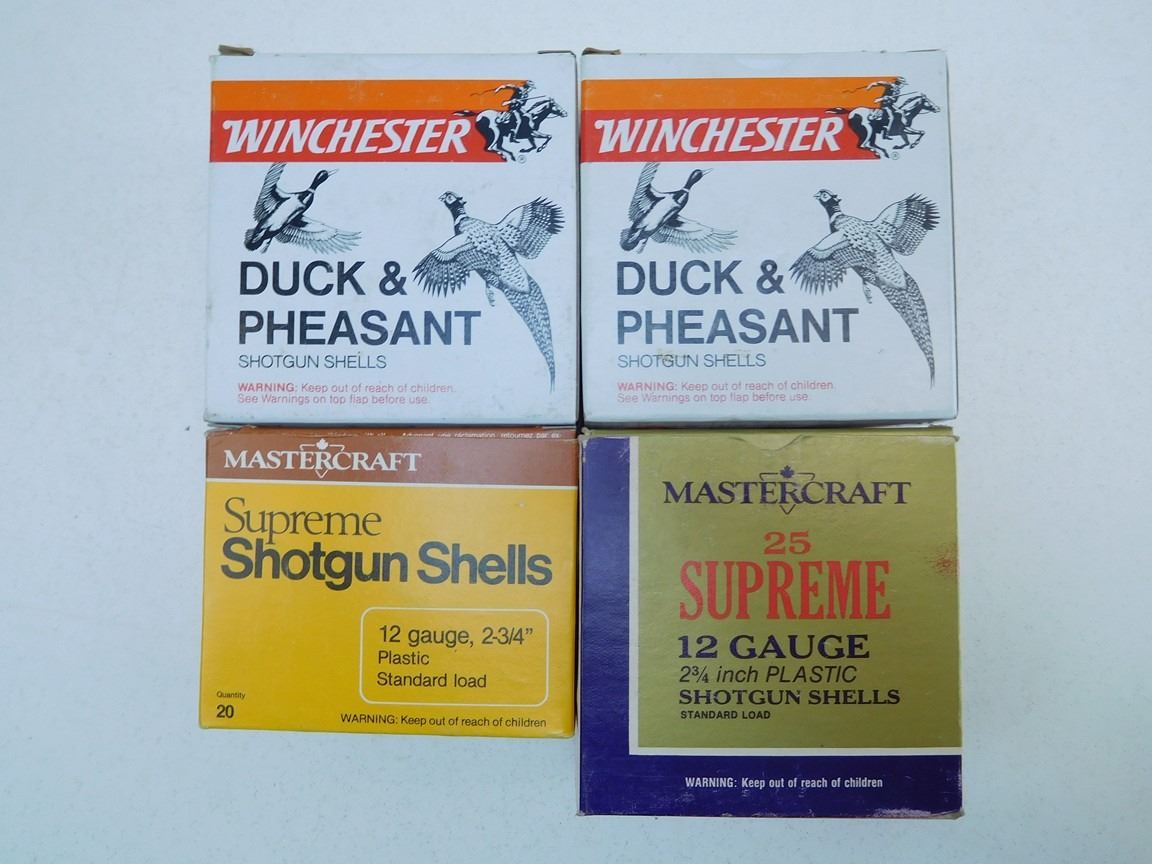 WINCHESTER
®
DUCK &
PHEASANT
SHOTGUN SHELLS
WARNING: Keep out of reach of children.
See Warnings on top flap before use.
WINCHESTER
®
DUCK &
PHEASANT
SHOTGUN SHELLS
WARNING: Keep out of reach of children.
See Warnings on top flap before use.
retournez par ex-
MASTERCRAFT
Supreme
Shotgun Shells
12 gauge, 2-3/4”
Plastic
Standard load
Quantity
20
WARNING: Keep out of reach of children
MASTERCRAFT
25
SUPREME
12 GAUGE
2¾ inch PLASTIC
SHOTGUN SHELLS
STANDARD LOAD
WARNING: Keep out of reach of children